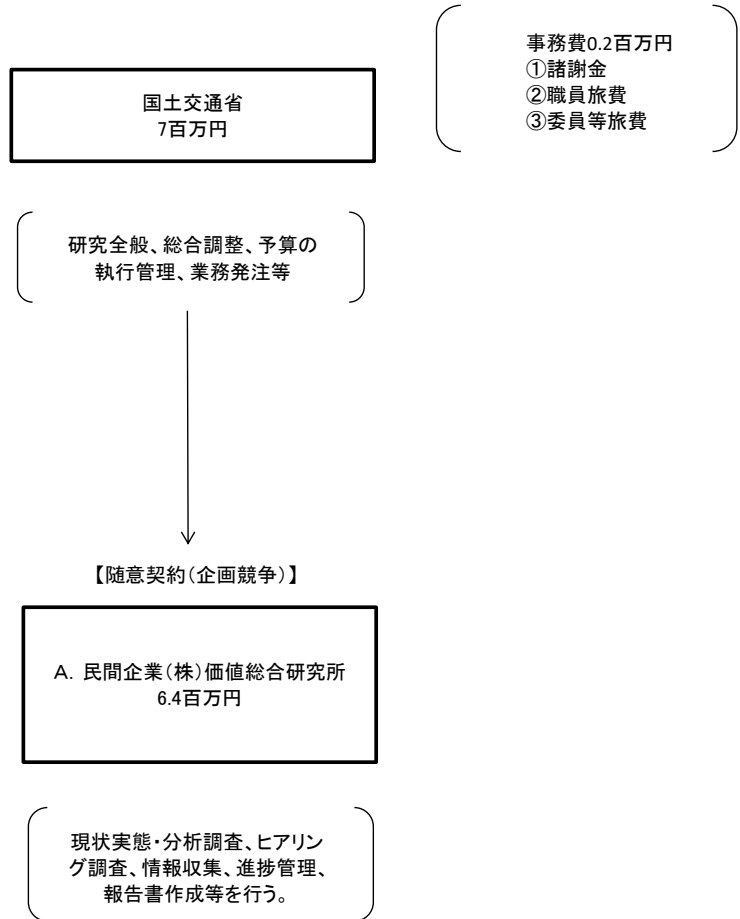 事務費0.2百万円
①諸謝金
②職員旅費
③委員等旅費
国土交通省
7百万円
研究全般、総合調整、予算の
執行管理、業務発注等
【随意契約（企画競争）】
Ａ．民間企業（株）価値総合研究所
6.4百万円
現状実態・分析調査、ヒアリン
グ調査、情報収集、進捗管理、
報告書作成等を行う。